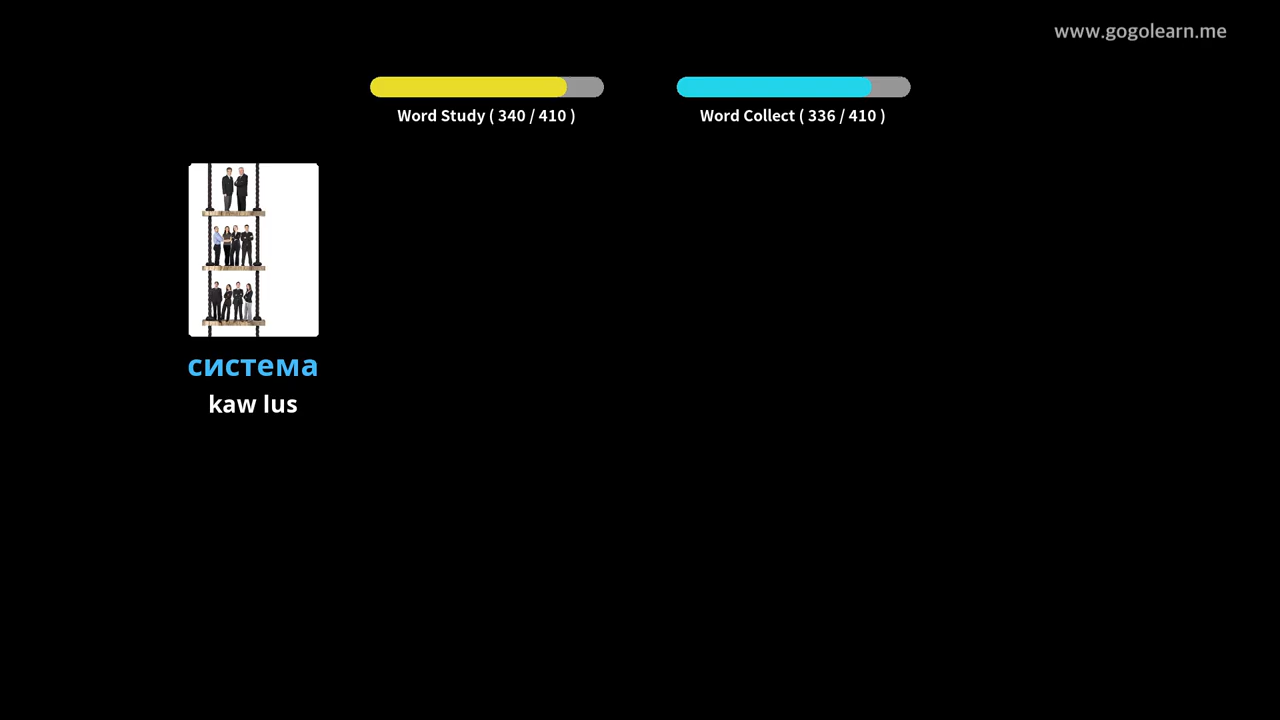 www.gogolearn.me
Word Study ( 340 / 410 )
Word Collect ( 336 / 410 )
система
kaw lus